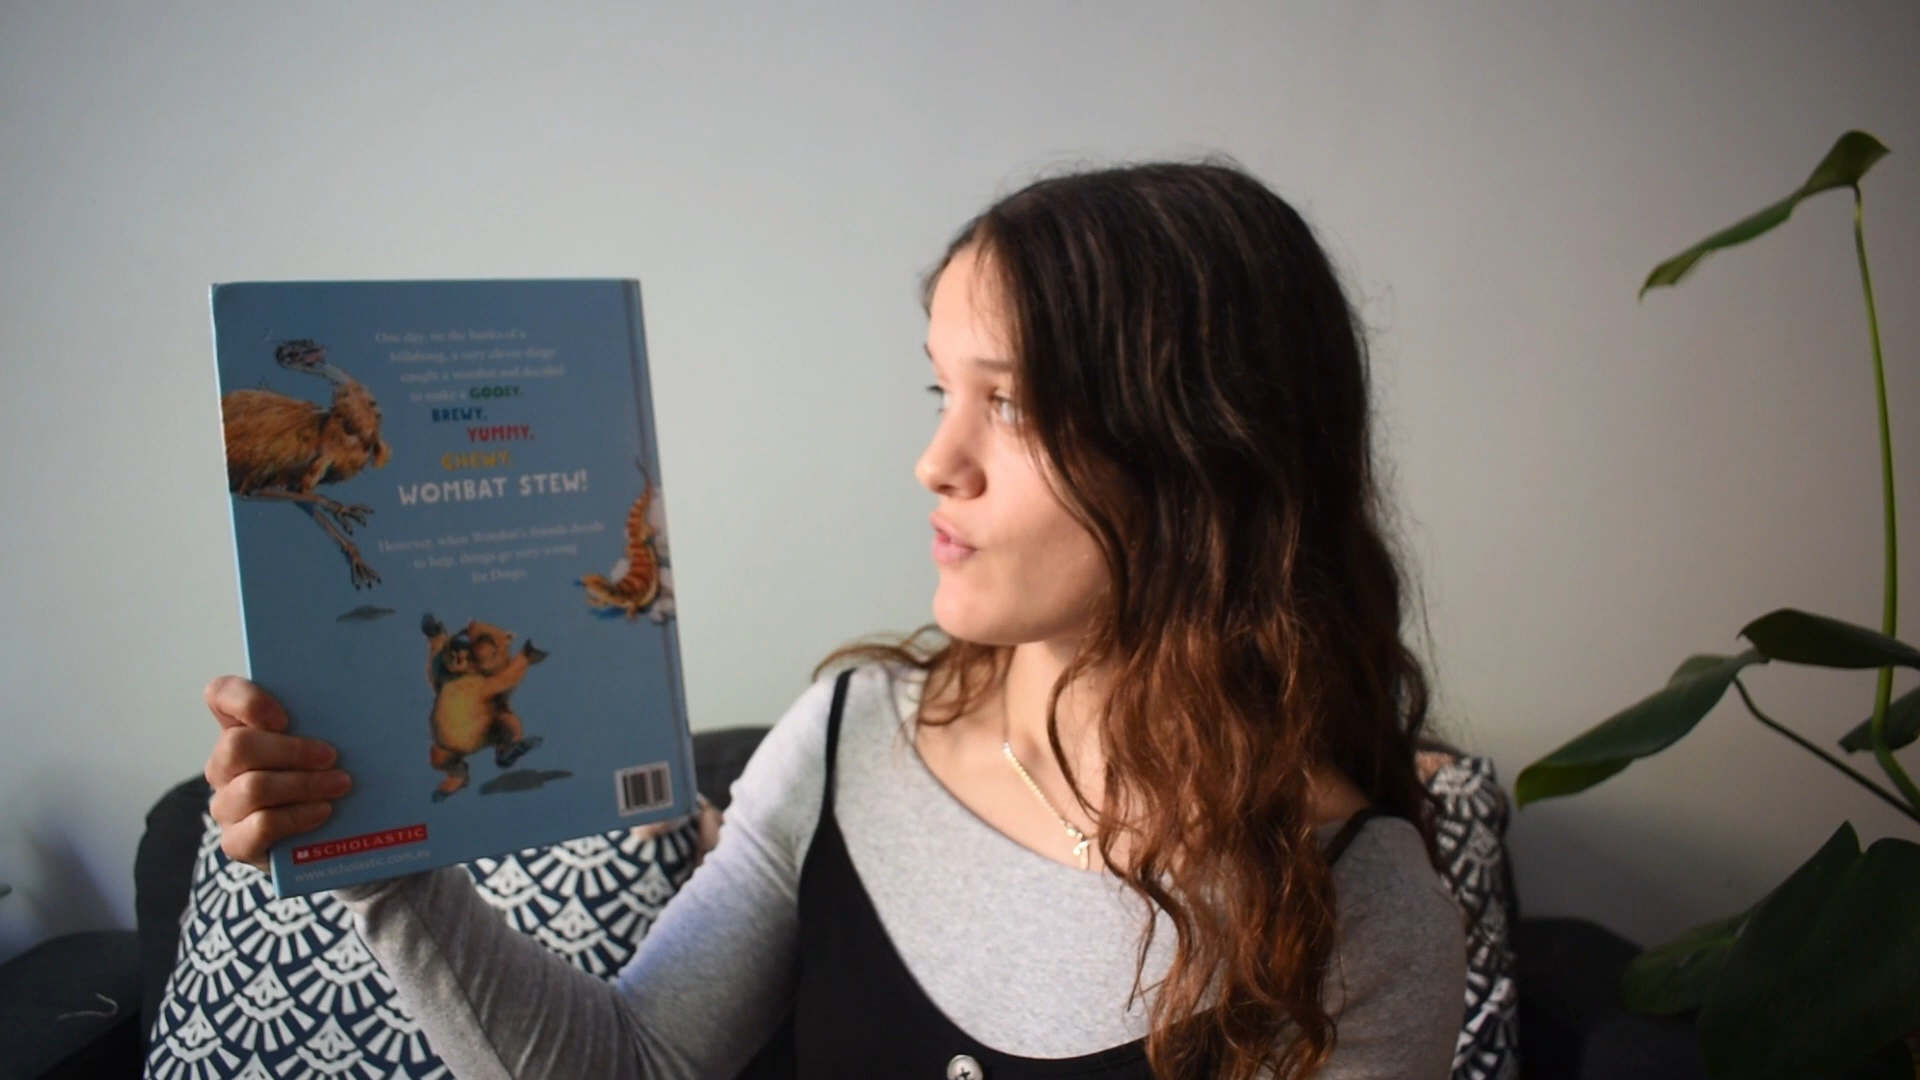 One day, on the banks of a
billabong, a very clever dingo
caught a wombat and decided
to make a GOOEY,
BREWY,
YUMMY,
CHEWY,
WOMBAT STEW!
However, when Wombat's friends decide
to help, things go very wrong
for Dingo.
SCHOLASTIC
www.scholastic.com.au